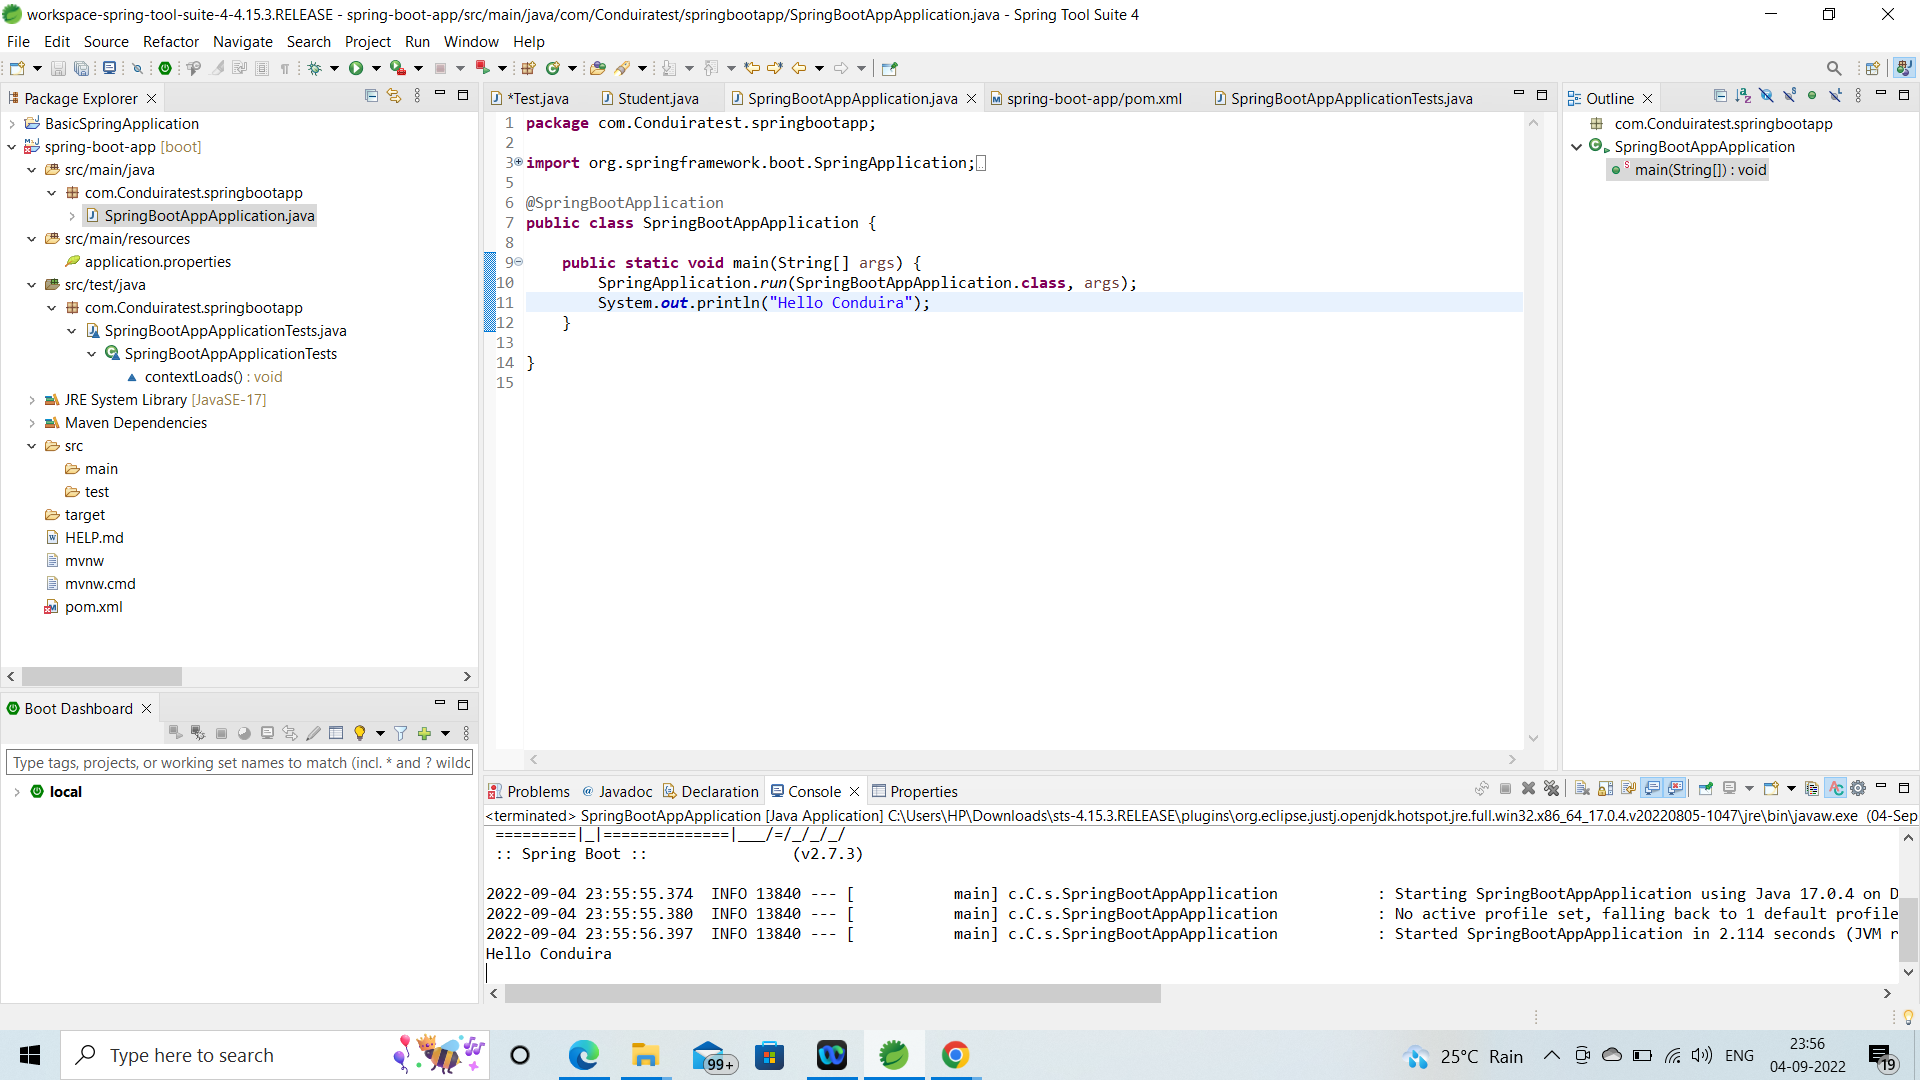 workspace-spring-tool-suite-4-4.15.3.RELEASE - spring-boot-app/src/main/java/com/Conduiratest/springbootapp/SpringBootAppApplication.java - Spring Tool Suite 4
File Edit Source Refactor Navigate Search Project Run Window Help
Package Explorer
BasicSpringApplication
spring-boot-app [boot]
src/main/java
com.Conduiratest.springbootapp
SpringBootAppApplication.java
src/main/resources
application.properties
src/test/java
com.Conduiratest.springbootapp
SpringBootAppApplicationTests.java
SpringBootAppApplicationTests
contextLoads() : void
JRE System Library [JavaSE-17]
Maven Dependencies
src
main
test
target
HELP.md
mvnw
mvnw.cmd
pom.xml
Boot Dashboard
Type tags, projects, or working set names to match (incl. * and ? wildc
local
*Test.java Student.java SpringBootAppApplication.java spring-boot-app/pom.xml SpringBootAppApplicationTests.java
1 package com.Conduiratest.springbootapp;
2
3 import org.springframework.boot.SpringApplication;
5
6 @SpringBootApplication
7 public class SpringBootAppApplication {
8
9 public static void main(String[] args) {
10 SpringApplication.run(SpringBootAppApplication.class, args);
11 System.out.println("Hello Conduira");
12 }
13
14 }
15
Outline
com.Conduiratest.springbootapp
SpringBootAppApplication
main(String[]) : void
Problems Javadoc Declaration Console Properties
<terminated> SpringBootAppApplication [Java Application] C:\Users\HP\Downloads\sts-4.15.3.RELEASE\plugins\org.eclipse.justj.openjdk.hotspot.jre.full.win32.x86_64_17.0.4.v20220805-1047\jre\bin\javaw.exe (04-Sep
=========|_|==============|___/=/_/_/_/
:: Spring Boot :: (v2.7.3)
2022-09-04 23:55:55.374 INFO 13840 --- [ main] c.C.s.SpringBootAppApplication : Starting SpringBootAppApplication using Java 17.0.4 on D
2022-09-04 23:55:55.380 INFO 13840 --- [ main] c.C.s.SpringBootAppApplication : No active profile set, falling back to 1 default profile
2022-09-04 23:55:56.397 INFO 13840 --- [ main] c.C.s.SpringBootAppApplication : Started SpringBootAppApplication in 2.114 seconds (JVM r
Hello Conduira
Type here to search
99+
25°C Rain
ENG
23:56
04-09-2022
19